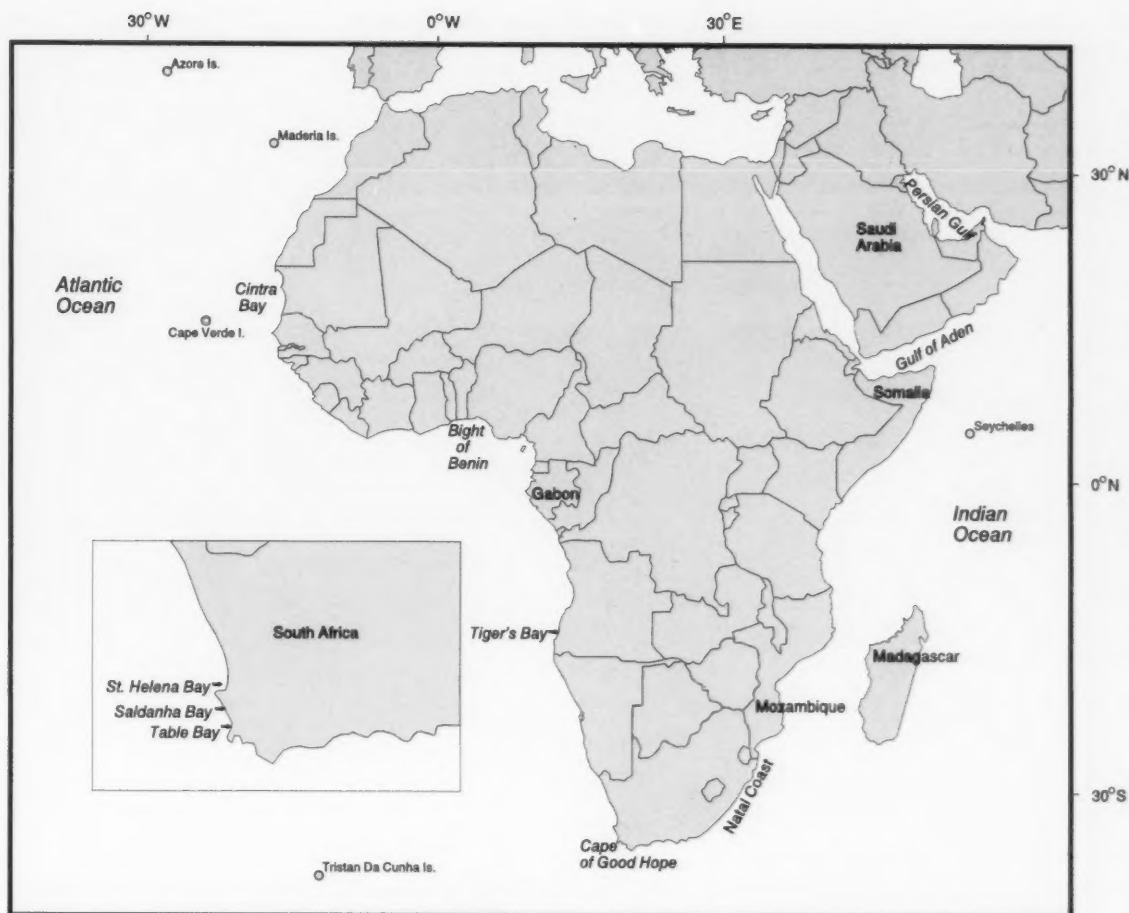 30°W
0°W
30°E
Azors Is.
Maderia Is.
30°N
Persian Gulf
Saudi
Arabia
Atlantic
Ocean
Cintra
Bay
Cape Verde I.
Gulf of Aden
Somalia
Seychelles
Bight
of
Benin
0°N
Gabon
Indian
Ocean
South Africa
Tiger's Bay
Madagascar
St. Helena Bay
Saldanha Bay
Table Bay
Mozambique
Natal Coast
30°S
Cape
of Good Hope
Tristan Da Cunha Is.